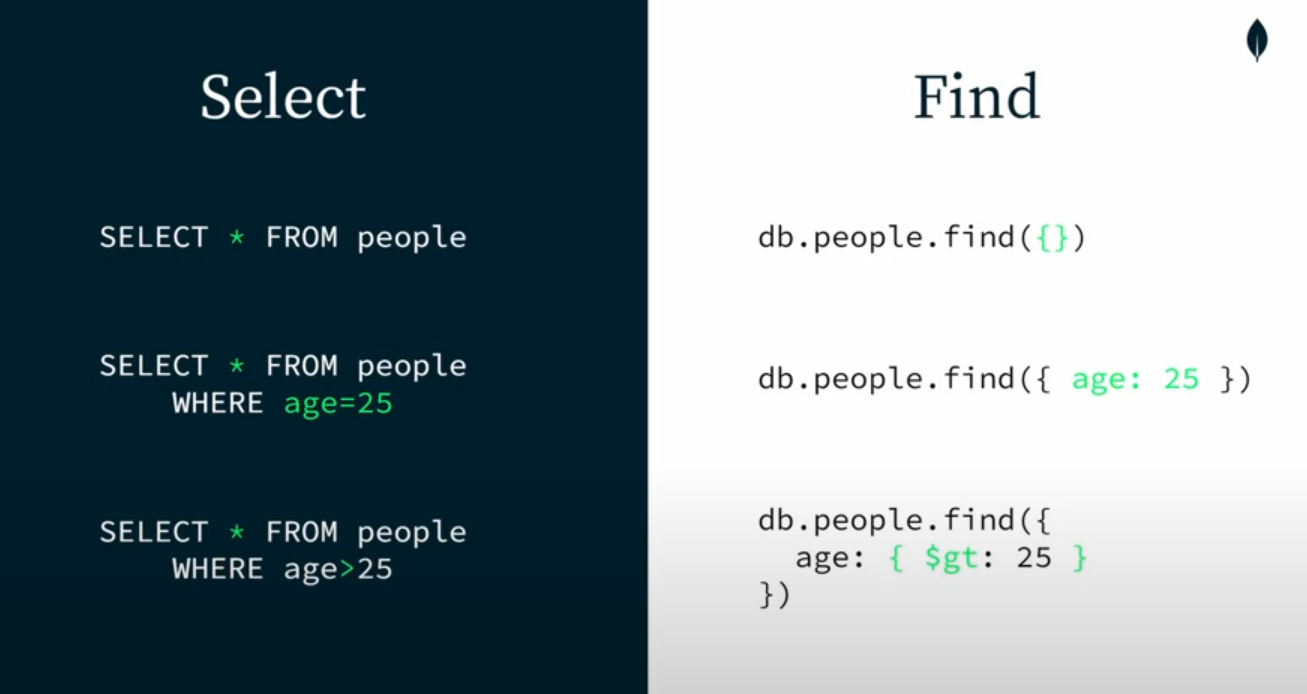 Select
SELECT * FROM people
SELECT * FROM people
WHERE age=25
SELECT * FROM people
WHERE age>25
Find
db.people.find({})
db.people.find({ age: 25 })
db.people.find({
age: { $gt: 25 }
})